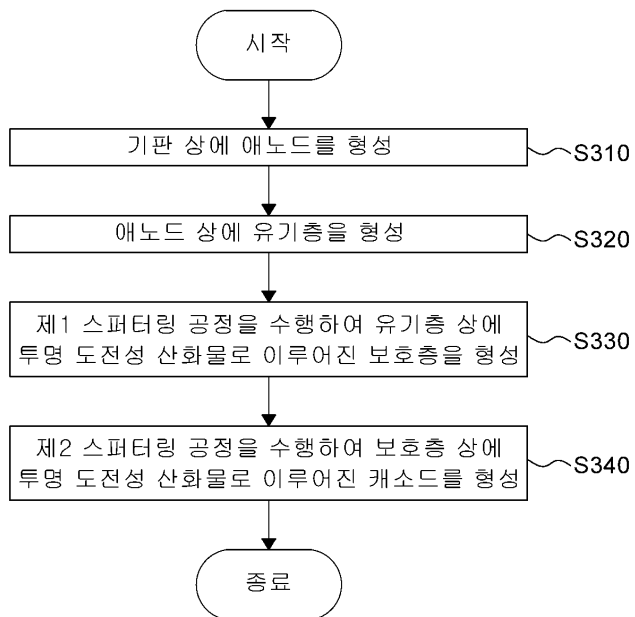 시작
기판 상에 애노드를 형성
S310
애노드 상에 유기층을 형성
S320
제1 스퍼터링 공정을 수행하여 유기층 상에
투명 도전성 산화물로 이루어진 보호층을 형성
S330
제2 스퍼터링 공정을 수행하여 보호층 상에
투명 도전성 산화물로 이루어진 캐소드를 형성
S340
종료